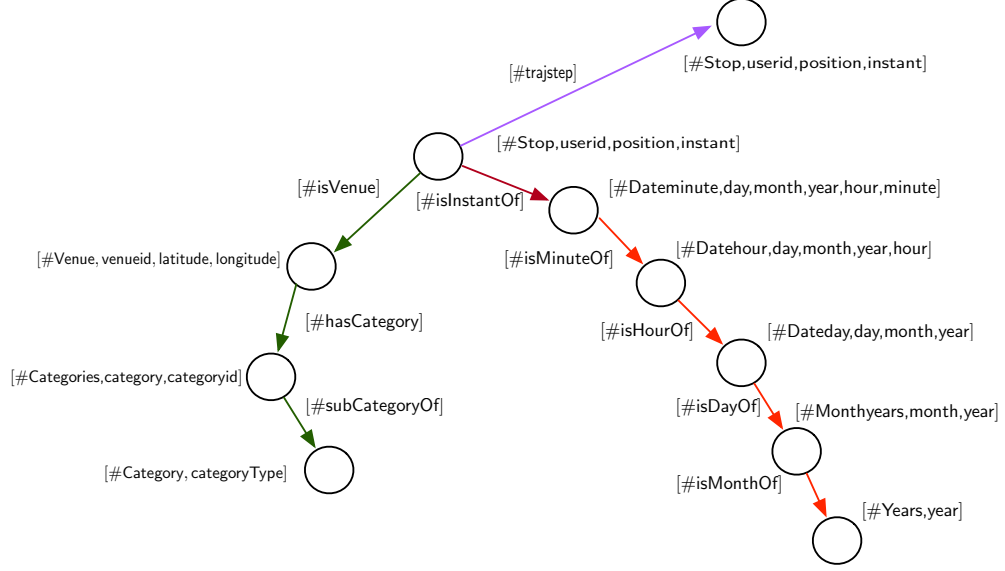 [#Stop,userid,position,instant]
[#trajstep]
[#Stop,userid,position,instant]
[#isVenue]
[#isInstantOf]
[#Dateminute,day,month,year,hour,minute]
[#Venue, venueid, latitude, longitude]
[#isMinuteOf]
[#Datehour,day,month,year,hour]
[#hasCategory]
[#isHourOf]
[#Dateday,day,month,year]
[#Categories,category,categoryid]
[#subCategoryOf]
[#isDayOf]
[#Monthyears,month,year]
[#Category, categoryType]
[#isMonthOf]
[#Years,year]